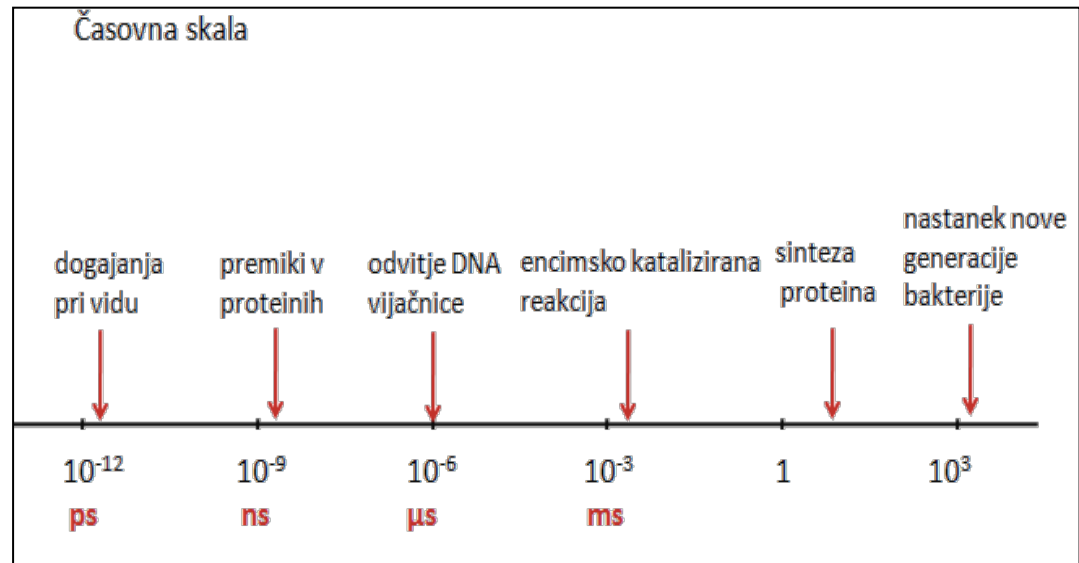 Časovna skala
dogajanja
pri vidu
premiki v
proteinih
odvitje DNA
vijačnice
encimsko katalizirana
reakcija
sinteza
proteina
nastanek nove
generacije
bakterije
10⁻¹² 10⁻⁹ 10⁻⁶ 10⁻³ 1 10³
ps ns µs ms